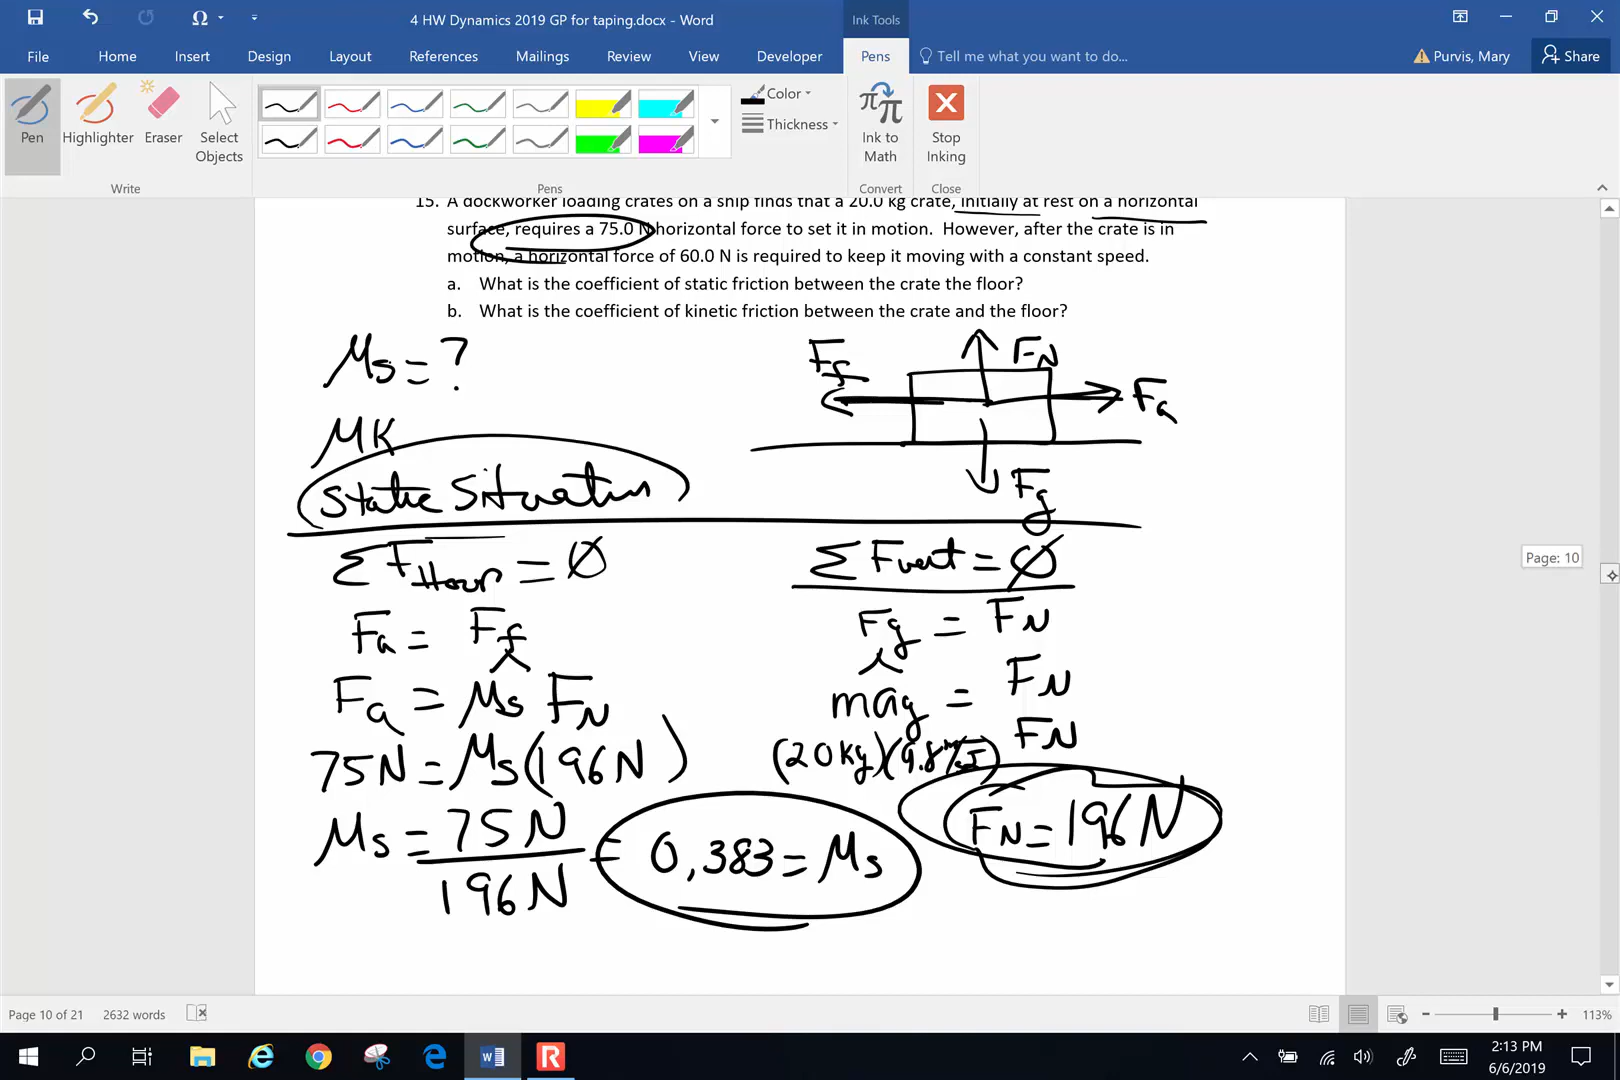 4 HW Dynamics 2019 GP for taping.docx - Word
Ink Tools
File Home Insert Design Layout References Mailings Review View Developer Pens Tell me what you want to do... Purvis, Mary Share
Pen Highlighter Eraser Select Objects
Color
Thickness
Ink to Math
Stop Inking
Write Pens Convert Close
15. A dockworker loading crates on a ship finds that a 20.0 kg crate, initially at rest on a horizontal
surface, requires a 75.0 N horizontal force to set it in motion. However, after the crate is in
motion, a horizontal force of 60.0 N is required to keep it moving with a constant speed.
a. What is the coefficient of static friction between the crate the floor?
b. What is the coefficient of kinetic friction between the crate and the floor?
μs = ?
Ff FN
Fa
μK
Fg
Static Situation
Σ FHorz = ∅
Σ Fvert = ∅
Fa = Ff
Fg = FN
Fa = μs FN
mag = FN
75N = μs(196N)
(20kg)(9.8m/s²) FN
μs = 75N / 196N = 0,383 = μs
FN = 196N
Page: 10
Page 10 of 21 2632 words
113%
2:13 PM
6/6/2019